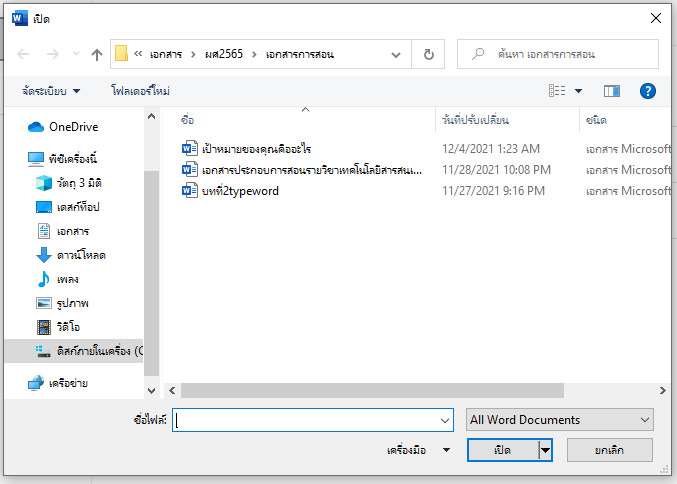 เปิด
« เอกสาร › ผศ2565 › เอกสารการสอน
ค้นหา เอกสารการสอน
จัดระเบียบ
โฟลเดอร์ใหม่
OneDrive
พีซีเครื่องนี้
วัตถุ 3 มิติ
เดสก์ท็อป
เอกสาร
ดาวน์โหลด
เพลง
รูปภาพ
วิดีโอ
ดิสก์ภายในเครื่อง (C
เครือข่าย
ชื่อ วันที่ปรับเปลี่ยน ชนิด
เป้าหมายของคุณคืออะไร 12/4/2021 1:23 AM เอกสาร Microsoft
เอกสารประกอบการสอนรายวิชาเทคโนโลยีสารสนเ... 11/28/2021 10:08 PM เอกสาร Microsoft
บทที่2typeword 11/27/2021 9:16 PM เอกสาร Microsoft
ชื่อไฟล์: All Word Documents
เครื่องมือ เปิด ยกเลิก